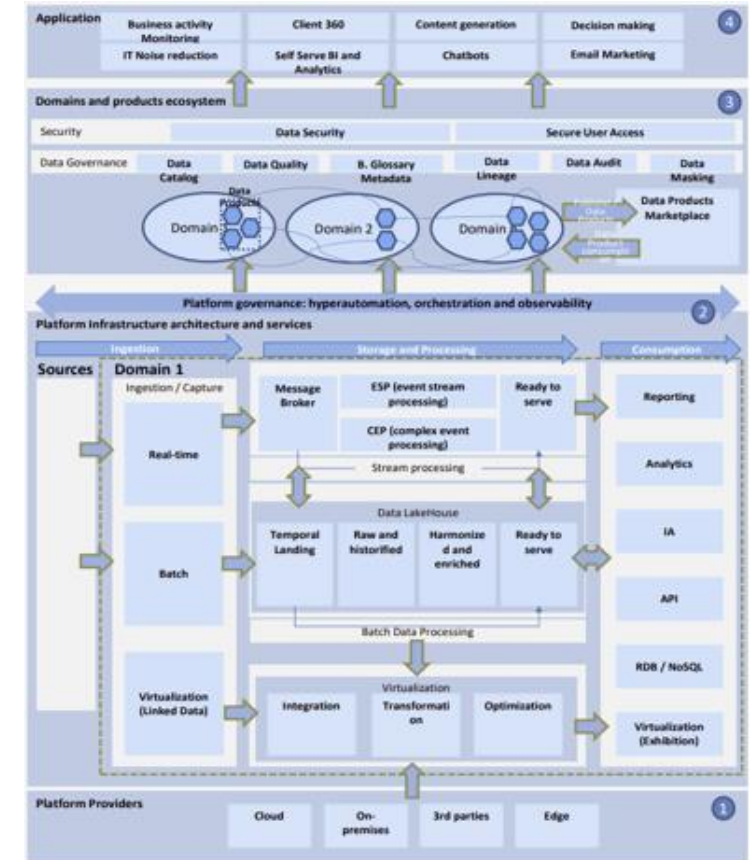 Application
4
Business activity
Monitoring
Client 360
Content generation
Decision making
IT Noise reduction
Self Serve BI and
Analytics
Chatbots
Email Marketing
Domains and products ecosystem
3
Security
Data Security
Secure User Access
Data Governance
Data
Catalog
Data Quality
B. Glossary
Metadata
Data
Lineage
Data Audit
Data
Masking
Data
Products
Domain
Domain 2
Domain
Data Products
Marketplace
Platform governance: hyperautomation, orchestration and observability
2
Platform Infrastructure architecture and services
Ingestion
Storage and Processing
Consumption
Sources
Domain 1
Ingestion / Capture
Real-time
Batch
Virtualization
(Linked Data)
Message
Broker
ESP (event stream
processing)
CEP (complex event
processing)
Ready to
serve
Stream processing
Data LakeHouse
Temporal
Landing
Raw and
historified
Harmonize
d and
enriched
Ready to
serve
Batch Data Processing
Virtualization
Integration
Transformati
on
Optimization
Reporting
Analytics
IA
API
RDB / NoSQL
Virtualization
(Exhibition)
Platform Providers
1
Cloud
On-
premises
3rd parties
Edge